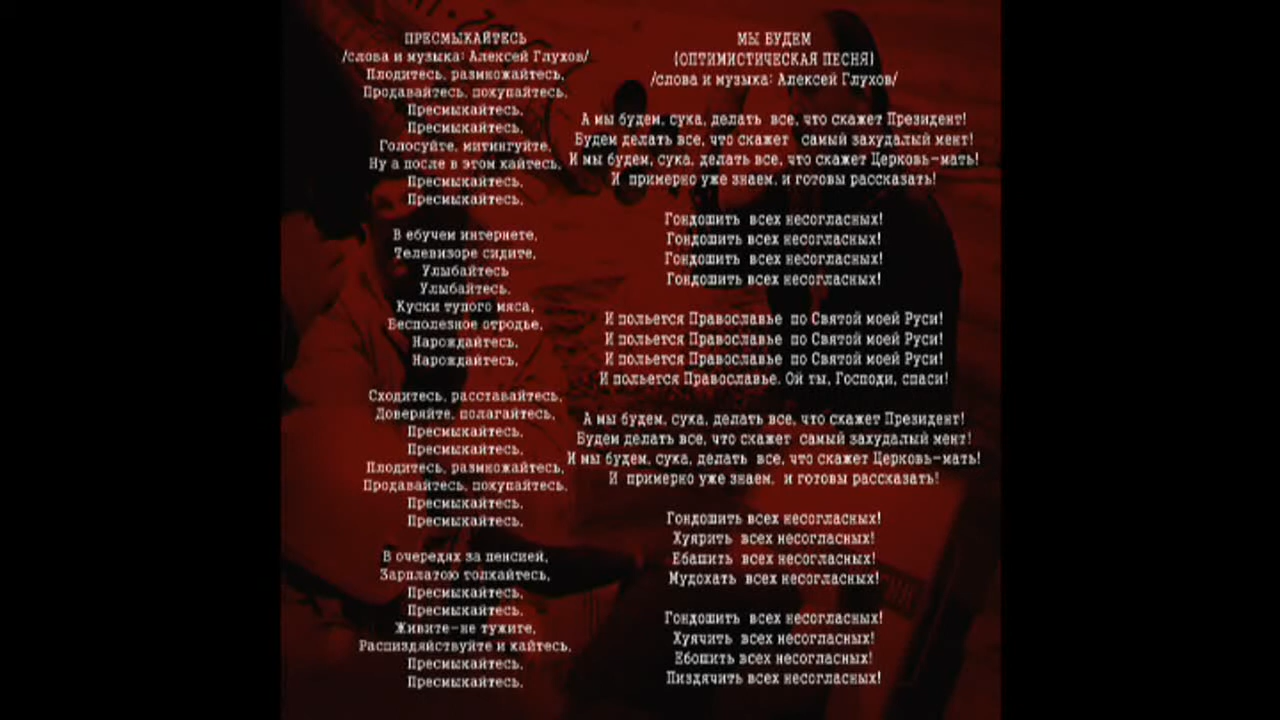 ПРЕСМЫКАЙТЕСЬ
/слова и музыка: Алексей Глухов/
Плодитесь, размножайтесь,
Продавайтесь, покупайтесь,
Пресмыкайтесь,
Пресмыкайтесь,
Голосуйте, митингуйте,
Ну а после в этом кайтесь,
Пресмыкайтесь,
Пресмыкайтесь,
В ебучем интернете,
Телевизоре сидите,
Улыбайтесь
Улыбайтесь.
Куски тупого мяса,
Бесполезное отродье,
Нарождайтесь,
Нарождайтесь,
Сходитесь, расставайтесь,
Доверяйте, полагайтесь,
Пресмыкайтесь,
Пресмыкайтесь,
Плодитесь, размножайтесь,
Продавайтесь, покупайтесь,
Пресмыкайтесь,
Пресмыкайтесь,
В очередях за пенсией,
Зарплатою толкайтесь,
Пресмыкайтесь,
Пресмыкайтесь,
Живите-не тужите,
Распиздяйствуйте и кайтесь,
Пресмыкайтесь,
Пресмыкайтесь,
МЫ БУДЕМ
(ОПТИМИСТИЧЕСКАЯ ПЕСНЯ)
/слова и музыка: Алексей Глухов/
А мы будем, сука, делать все, что скажет Президент!
Будем делать все, что скажет самый захудалый мент!
И мы будем, сука, делать все, что скажет Церковь-мать!
И примерно уже знаем, и готовы рассказать!
Гондошить всех несогласных!
Гондошить всех несогласных!
Гондошить всех несогласных!
Гондошить всех несогласных!
И польется Православье по Святой моей Руси!
И польется Православье по Святой моей Руси!
И польется Православье по Святой моей Руси!
И польется Православье. Ой ты, Господи, спаси!
А мы будем, сука, делать все, что скажет Президент!
Будем делать все, что скажет самый захудалый мент!
И мы будем, сука, делать все, что скажет Церковь-мать!
И примерно уже знаем, и готовы рассказать!
Гондошить всех несогласных!
Хуярить всех несогласных!
Ебашить всех несогласных!
Мудохать всех несогласных!
Гондошить всех несогласных!
Хуячить всех несогласных!
Ебошить всех несогласных!
Пиздячить всех несогласных!